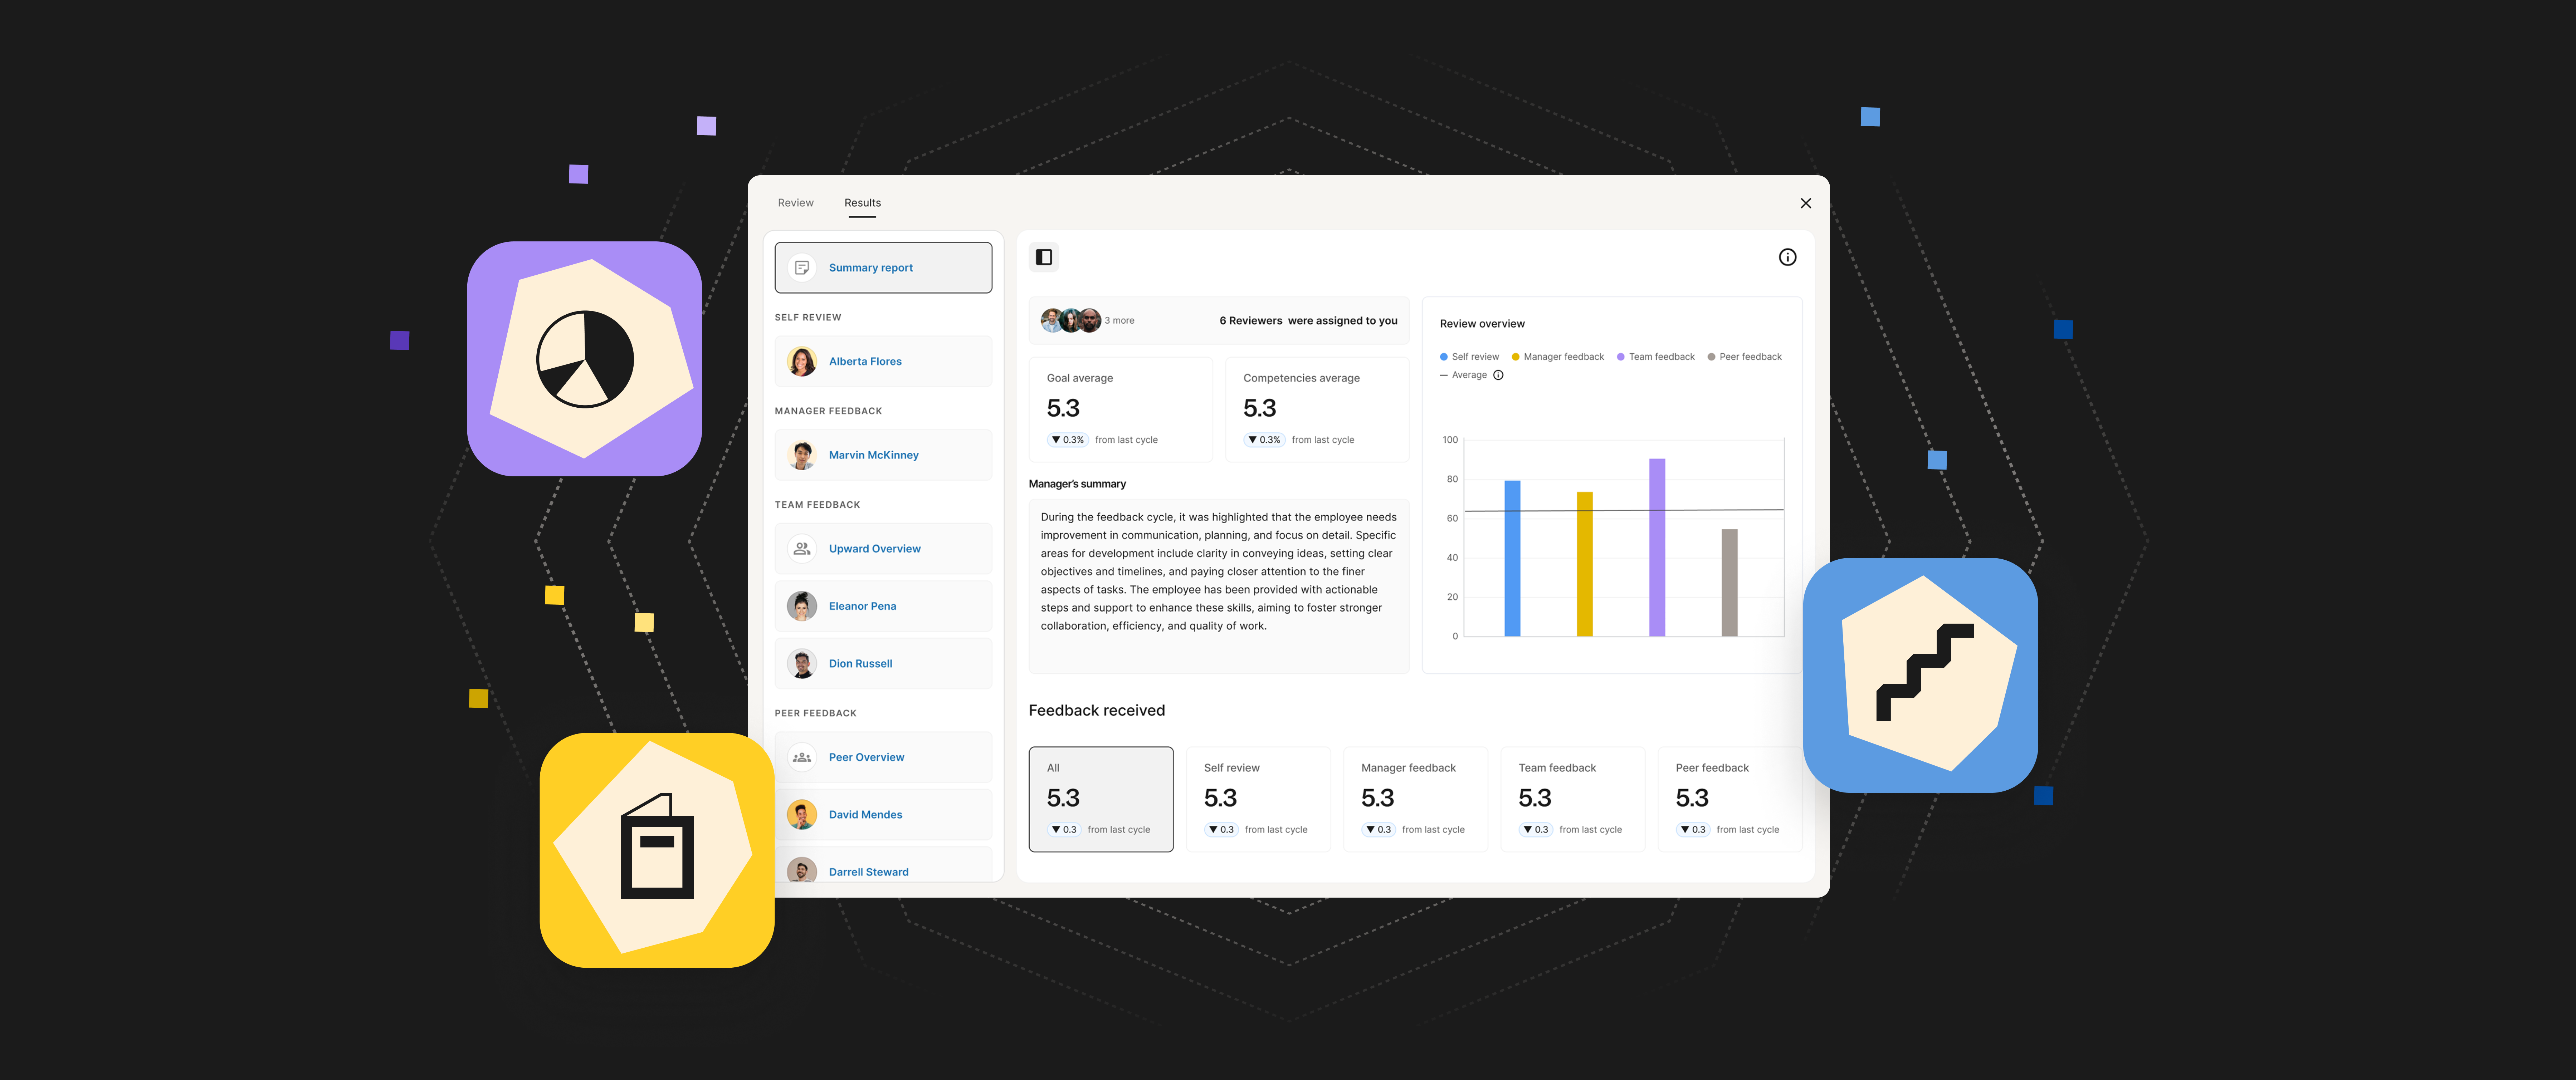 Review
Results
Summary report
SELF REVIEW
Alberta Flores
MANAGER FEEDBACK
Marvin McKinney
TEAM FEEDBACK
Upward Overview
Eleanor Pena
Dion Russell
PEER FEEDBACK
Peer Overview
David Mendes
Darrell Steward
3 more
6 Reviewers were assigned to you
Goal average
5.3
▼ 0.3% from last cycle
Competencies average
5.3
▼ 0.3% from last cycle
Manager's summary
During the feedback cycle, it was highlighted that the employee needs
improvement in communication, planning, and focus on detail. Specific
areas for development include clarity in conveying ideas, setting clear
objectives and timelines, and paying closer attention to the finer
aspects of tasks. The employee has been provided with actionable
steps and support to enhance these skills, aiming to foster stronger
collaboration, efficiency, and quality of work.
Review overview
Self review Manager feedback Team feedback Peer feedback
Average
100
80
60
40
20
0
Feedback received
All
5.3
▼ 0.3 from last cycle
Self review
5.3
▼ 0.3 from last cycle
Manager feedback
5.3
▼ 0.3 from last cycle
Team feedback
5.3
▼ 0.3 from last cycle
Peer feedback
5.3
▼ 0.3 from last cycle